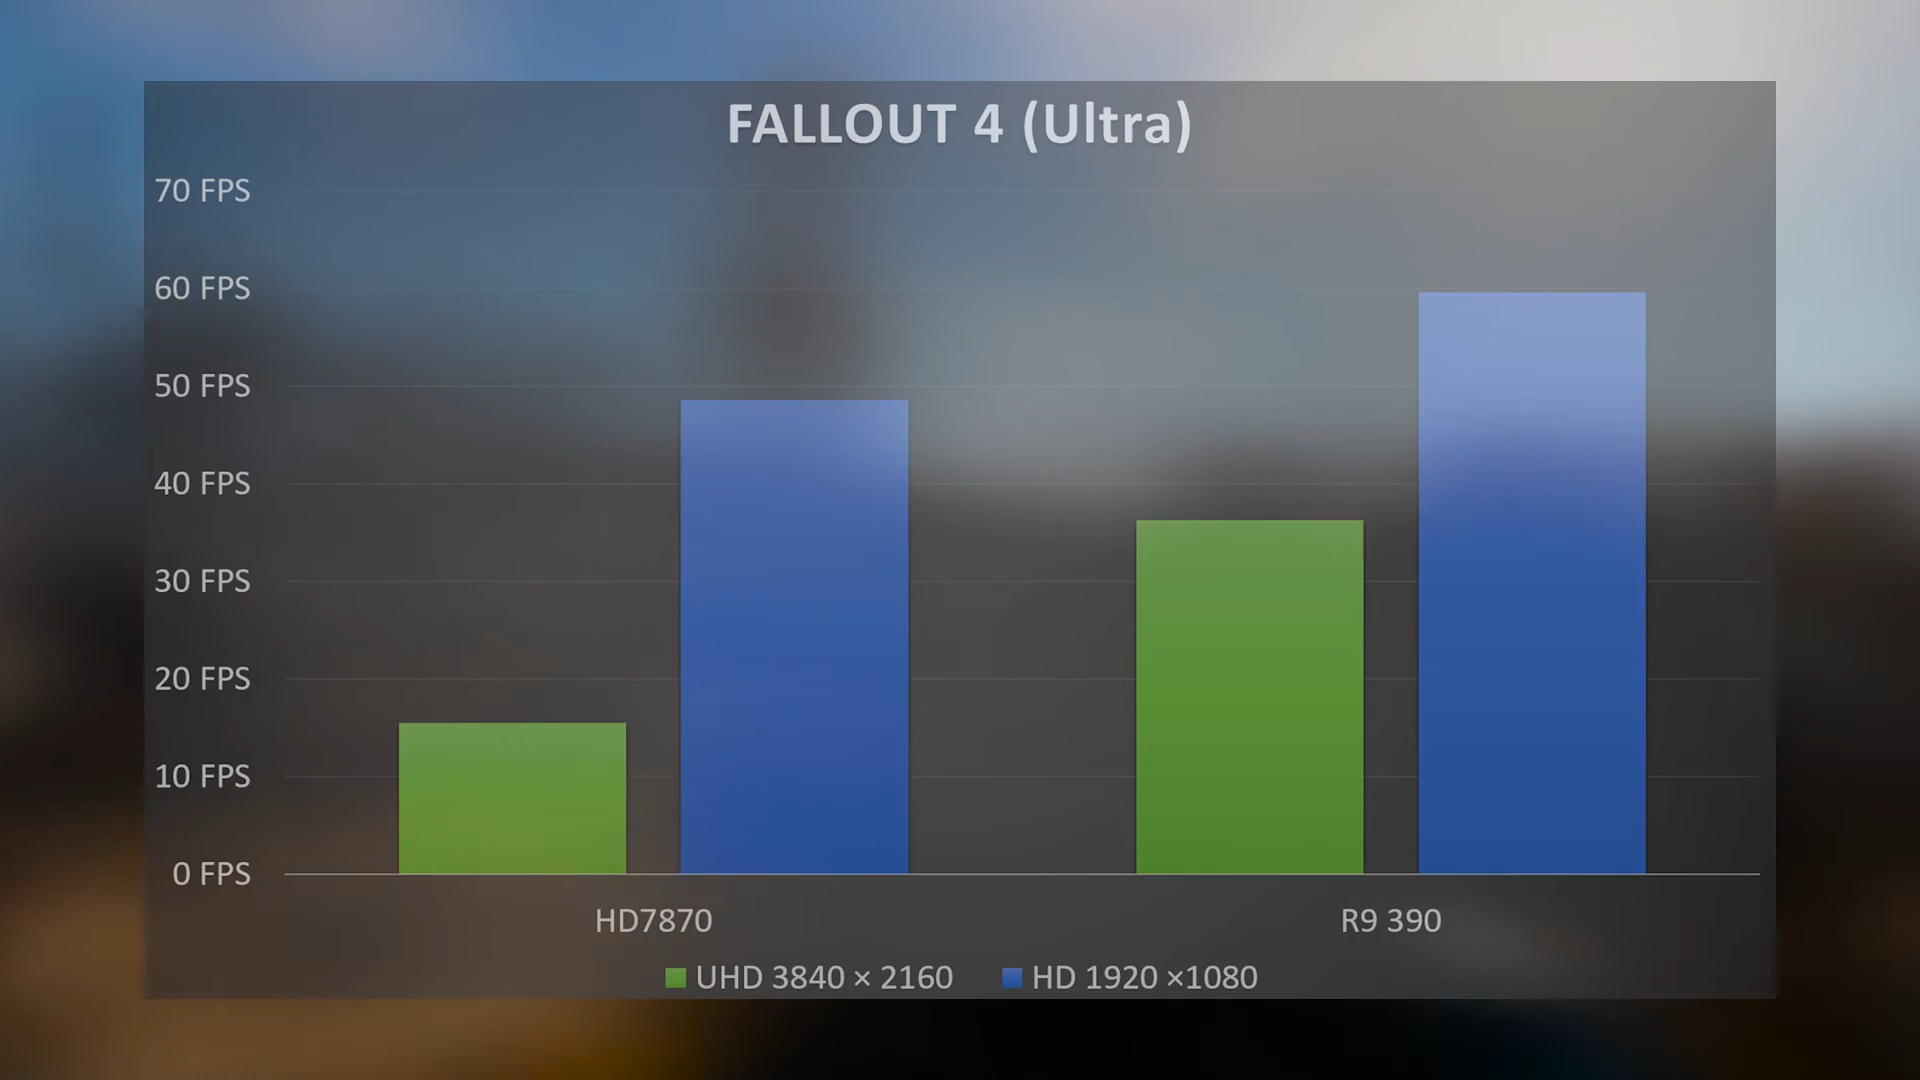 FALLOUT 4 (Ultra)
70 FPS
60 FPS
50 FPS
40 FPS
30 FPS
20 FPS
10 FPS
0 FPS
HD7870 R9 390
UHD 3840 × 2160 HD 1920 ×1080